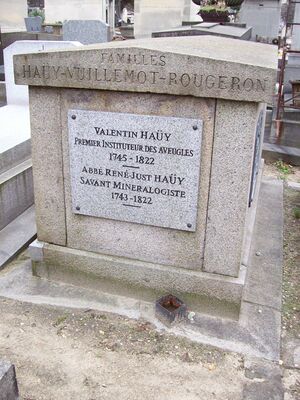 FAMILLES
HAÜY-VUILLEMOT-ROUGERON
VALENTIN HAÜY
PREMIER INSTITUTEUR DES AVEUGLES
1745 - 1822
ABBÉ RENÉ-JUST HAÜY
SAVANT MINERALOGISTE
1743-1822